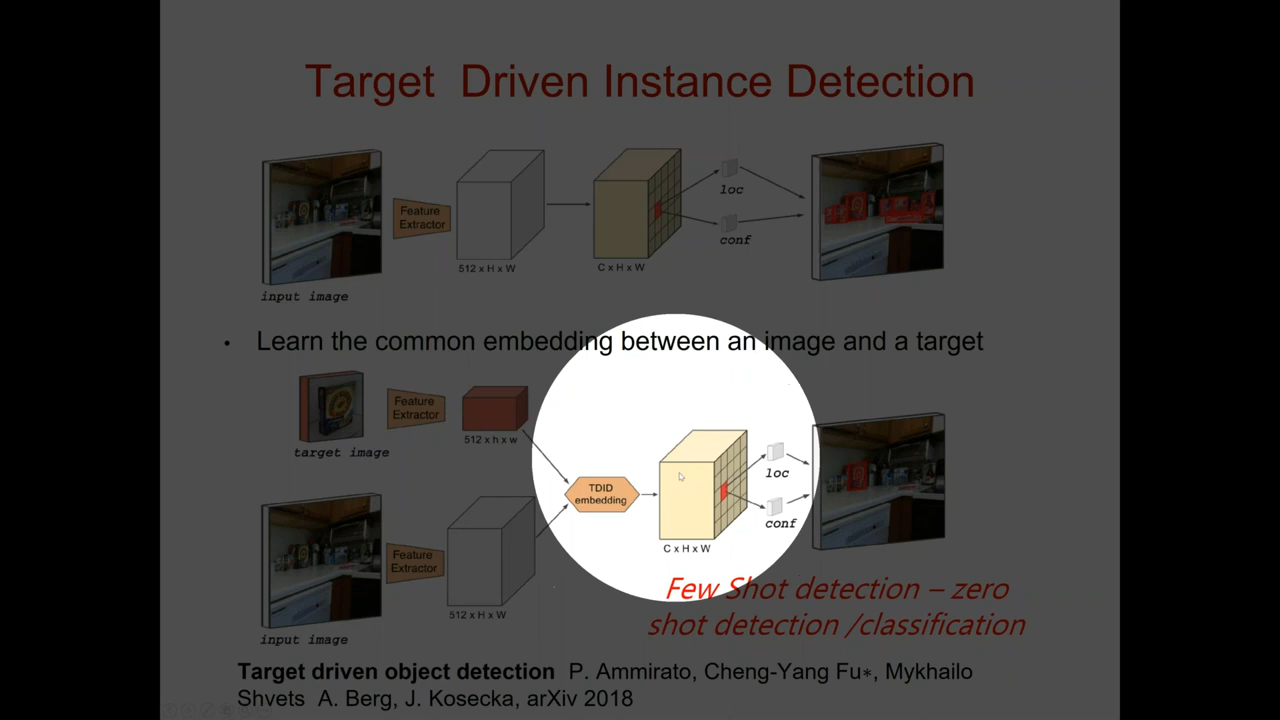 Target Driven Instance Detection
Feature
Extractor
512 x H x W
C x H x W
loc
conf
input image
• Learn the common embedding between an image and a target
Feature
Extractor
512 x h x w
target image
TDID
embedding
C x H x W
loc
conf
Feature
Extractor
512 x H x W
input image
Few Shot detection – zero
shot detection /classification
Target driven object detection P. Ammirato, Cheng-Yang Fu*, Mykhailo
Shvets A. Berg, J. Kosecka, arXiv 2018